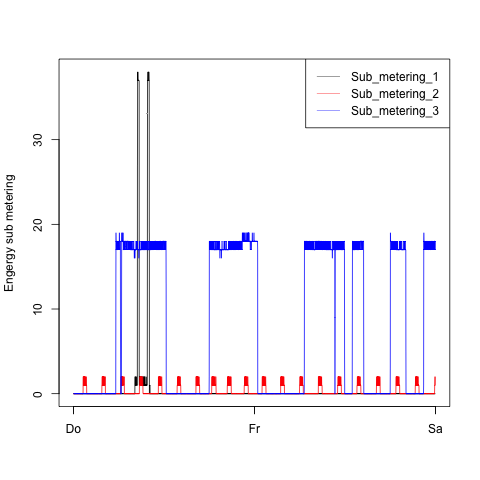 Sub_metering_1
Sub_metering_2
Sub_metering_3
Engergy sub metering
30
20
10
0
Do Fr Sa